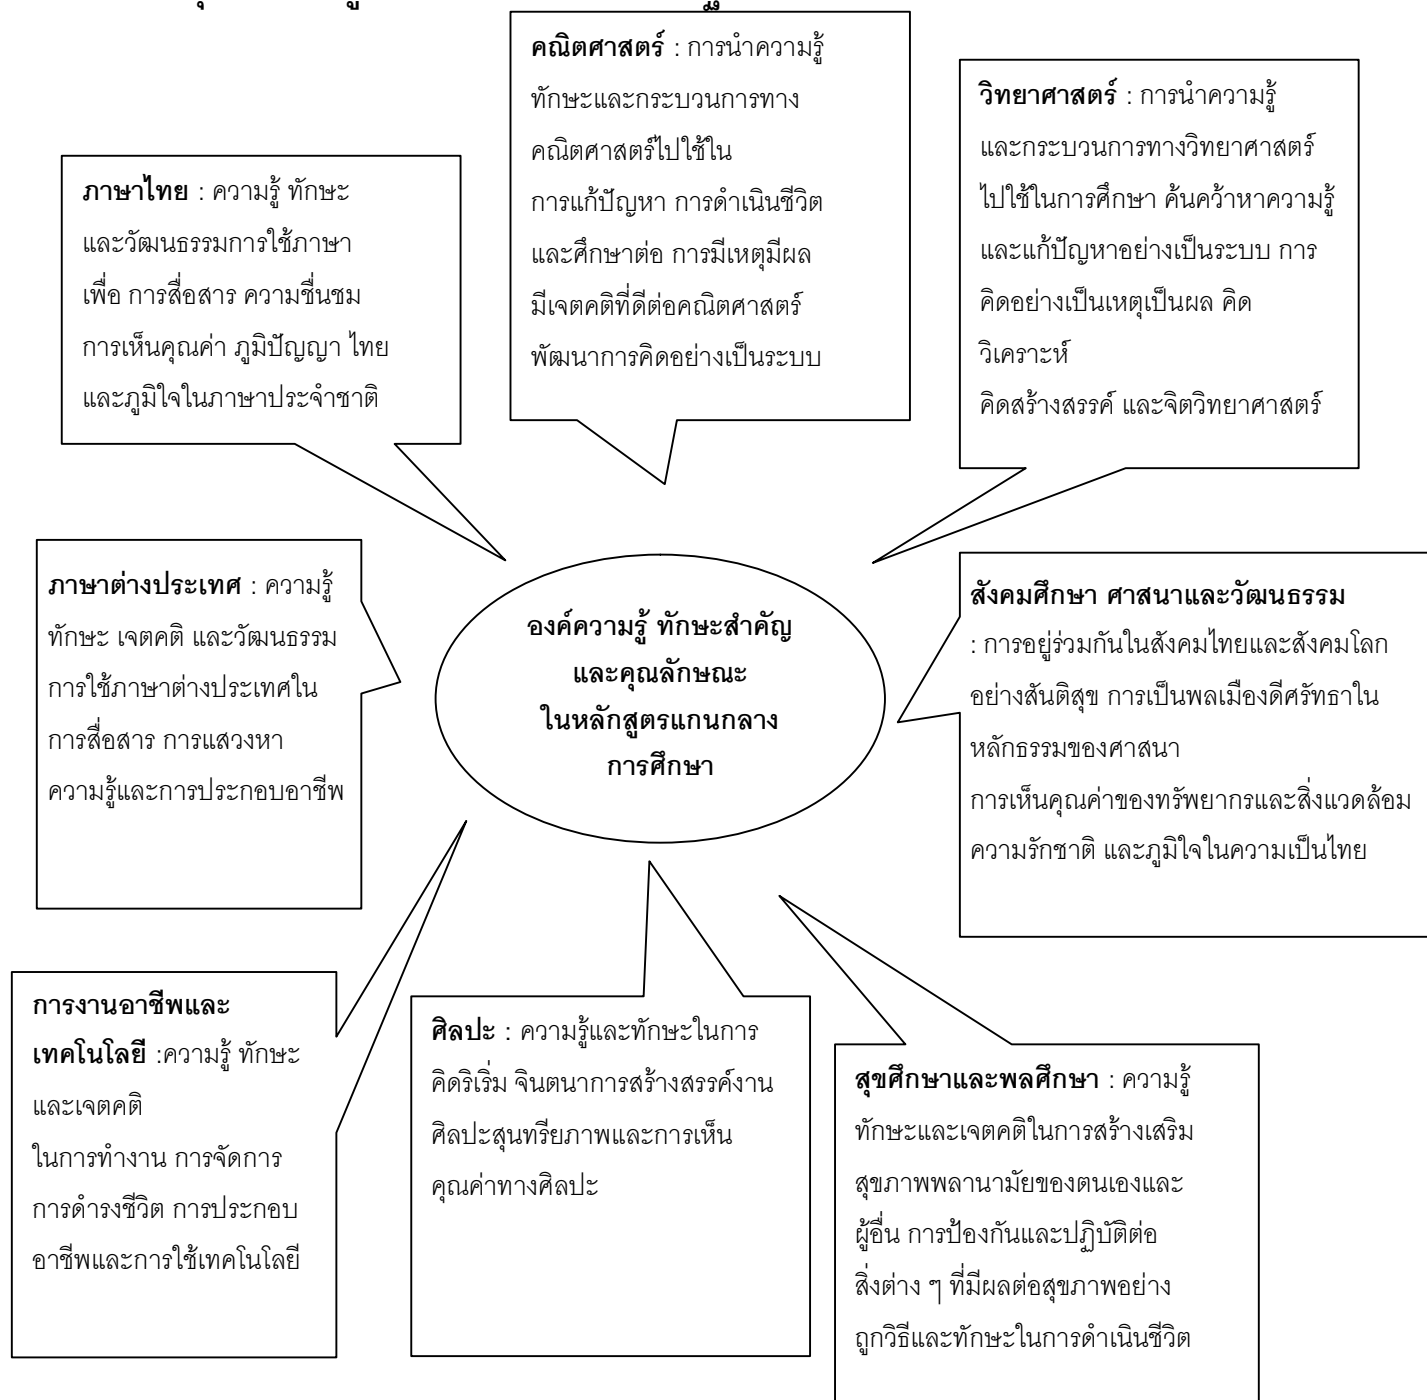 คณิตศาสตร์ : การนำความรู้
ทักษะและกระบวนการทาง
คณิตศาสตร์ไปใช้ใน
การแก้ปัญหา การดำเนินชีวิต
และศึกษาต่อ การมีเหตุมีผล
มีเจตคติที่ดีต่อคณิตศาสตร์
พัฒนาการคิดอย่างเป็นระบบ
วิทยาศาสตร์ : การนำความรู้
และกระบวนการทางวิทยาศาสตร์
ไปใช้ในการศึกษา ค้นคว้าหาความรู้
และแก้ปัญหาอย่างเป็นระบบ การ
คิดอย่างเป็นเหตุเป็นผล คิด
วิเคราะห์
คิดสร้างสรรค์ และจิตวิทยาศาสตร์
ภาษาไทย : ความรู้ ทักษะ
และวัฒนธรรมการใช้ภาษา
เพื่อ การสื่อสาร ความชื่นชม
การเห็นคุณค่า ภูมิปัญญา ไทย
และภูมิใจในภาษาประจำชาติ
ภาษาต่างประเทศ : ความรู้
ทักษะ เจตคติ และวัฒนธรรม
การใช้ภาษาต่างประเทศใน
การสื่อสาร การแสวงหา
ความรู้และการประกอบอาชีพ
องค์ความรู้ ทักษะสำคัญ
และคุณลักษณะ
ในหลักสูตรแกนกลาง
การศึกษา
สังคมศึกษา ศาสนาและวัฒนธรรม
: การอยู่ร่วมกันในสังคมไทยและสังคมโลก
อย่างสันติสุข การเป็นพลเมืองดีศรัทธาใน
หลักธรรมของศาสนา
การเห็นคุณค่าของทรัพยากรและสิ่งแวดล้อม
ความรักชาติ และภูมิใจในความเป็นไทย
การงานอาชีพและ
เทคโนโลยี :ความรู้ ทักษะ
และเจตคติ
ในการทำงาน การจัดการ
การดำรงชีวิต การประกอบ
อาชีพและการใช้เทคโนโลยี
ศิลปะ : ความรู้และทักษะในการ
คิดริเริ่ม จินตนาการสร้างสรรค์งาน
ศิลปะสุนทรียภาพและการเห็น
คุณค่าทางศิลปะ
สุขศึกษาและพลศึกษา : ความรู้
ทักษะและเจตคติในการสร้างเสริม
สุขภาพพลานามัยของตนเองและ
ผู้อื่น การป้องกันและปฏิบัติต่อ
สิ่งต่าง ๆ ที่มีผลต่อสุขภาพอย่าง
ถูกวิธีและทักษะในการดำเนินชีวิต